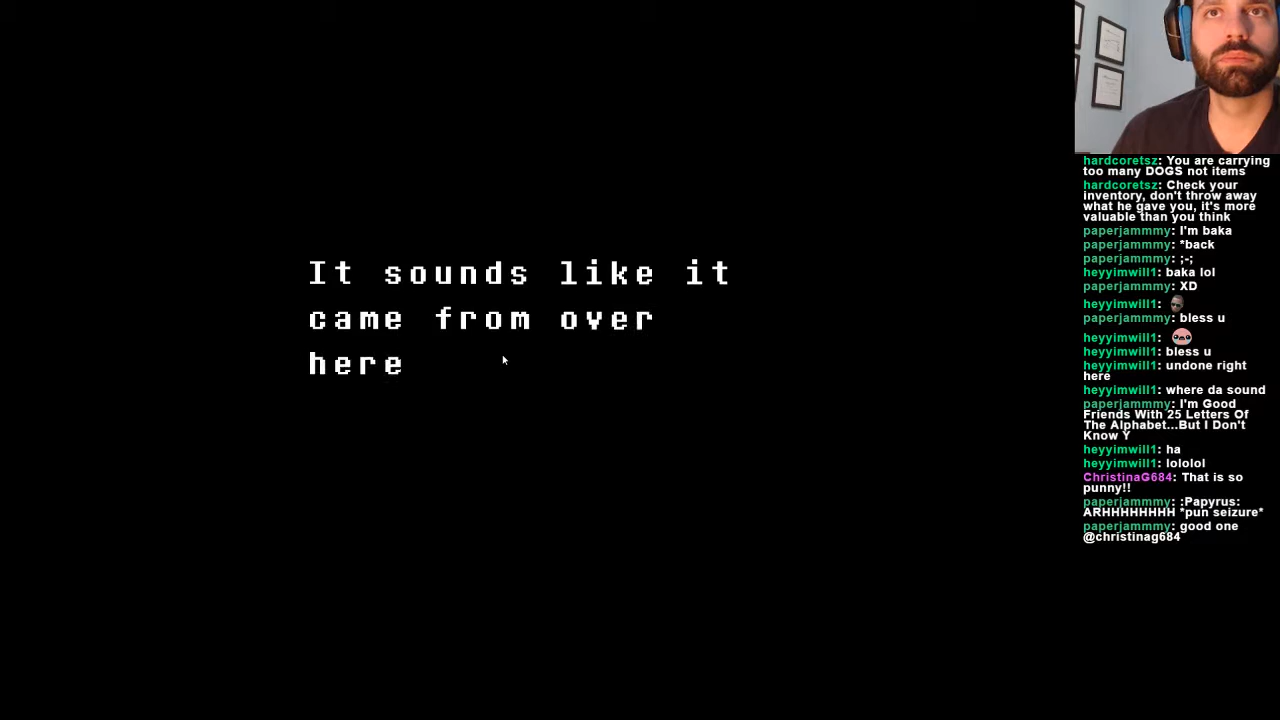 It sounds like it
came from over
here
hardcoretsz: You are carrying
too many DOGS not items
hardcoretsz: Check your
inventory, don't throw away
what he gave you, it's more
valuable than you think
paperjammmy: I'm baka
paperjammmy: *back
paperjammmy: ;-;
heyyimwill1: baka lol
paperjammmy: XD
heyyimwill1:
paperjammmy: bless u
heyyimwill1:
heyyimwill1: bless u
heyyimwill1: undone right
here
heyyimwill1: where da sound
paperjammmy: I'm Good
Friends With 25 Letters Of
The Alphabet...But I Don't
Know Y
heyyimwill1: ha
heyyimwill1: lololol
ChristinaG684: That is so
punny!!
paperjammmy: :Papyrus:
ARHHHHHHHH *pun seizure*
paperjammmy: good one
@christinag684